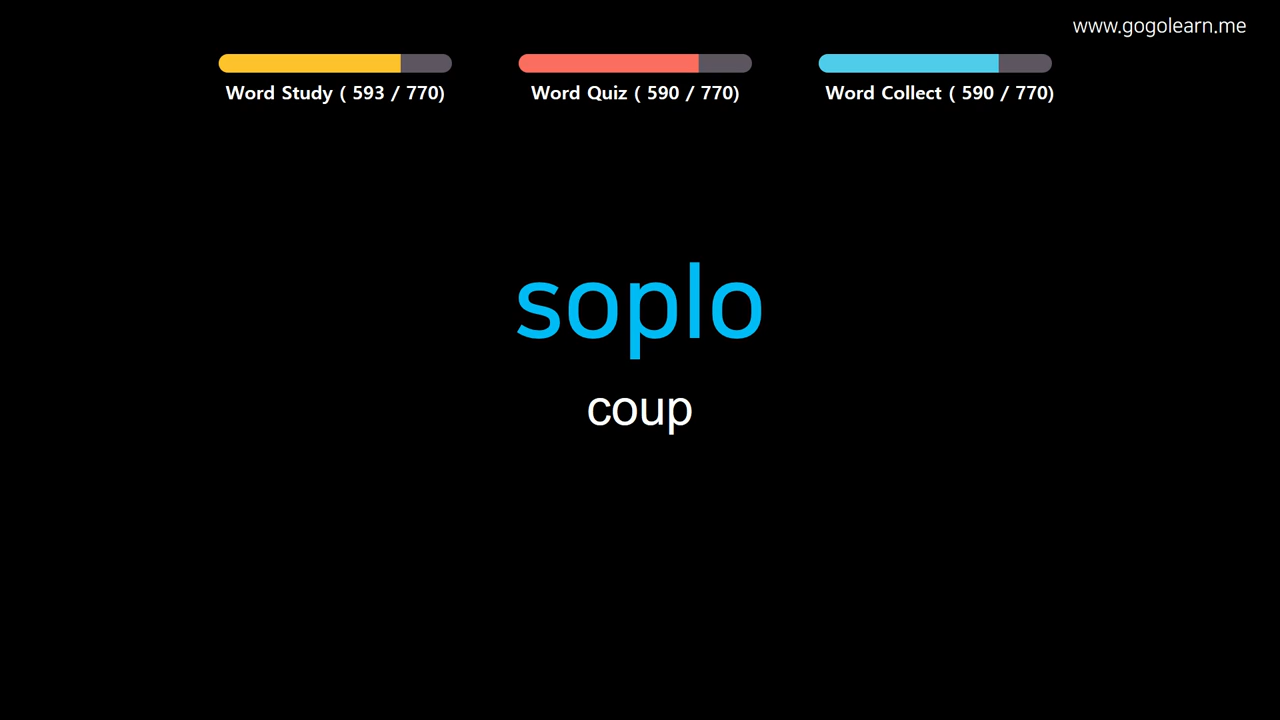 www.gogolearn.me
Word Study ( 593 / 770)
Word Quiz ( 590 / 770)
Word Collect ( 590 / 770)
soplo
coup